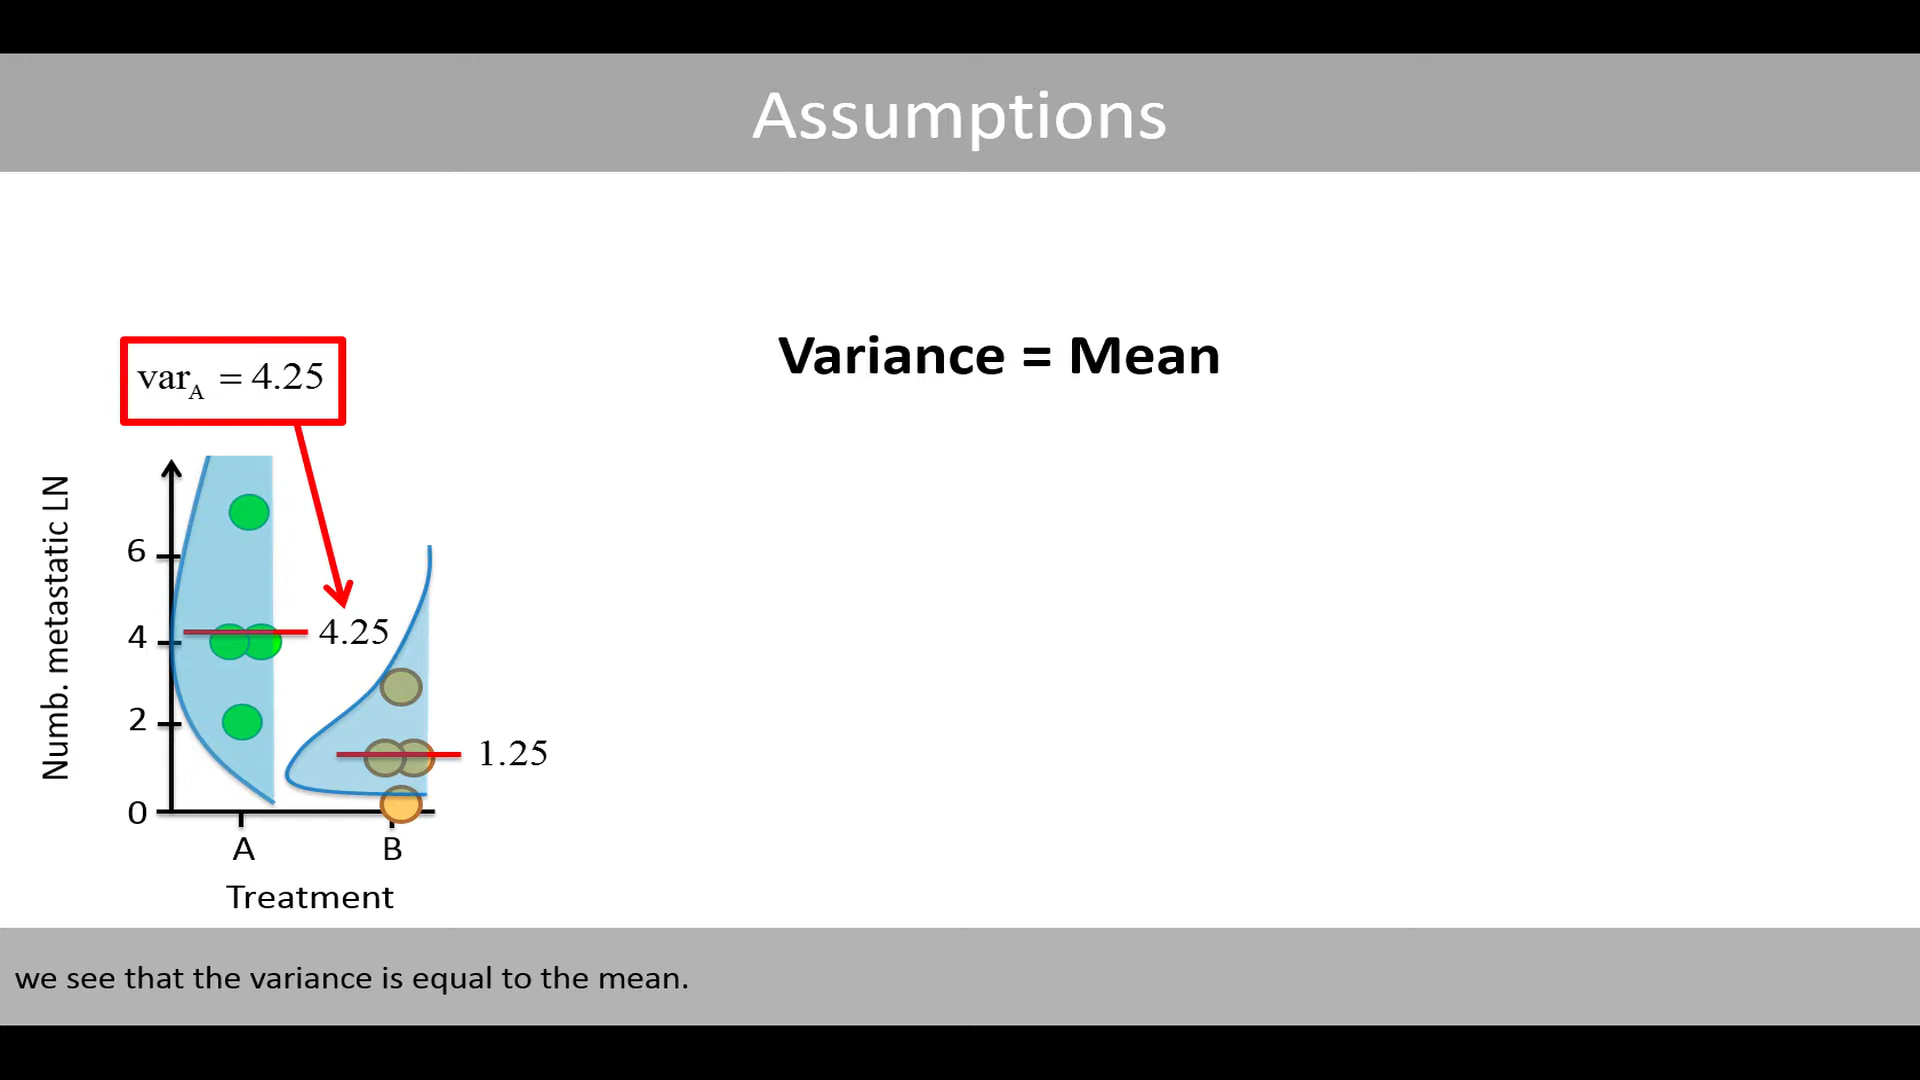 Assumptions
Variance = Mean
varA = 4.25
Numb. metastatic LN
6
4
2
0
4.25
1.25
A
B
Treatment
we see that the variance is equal to the mean.